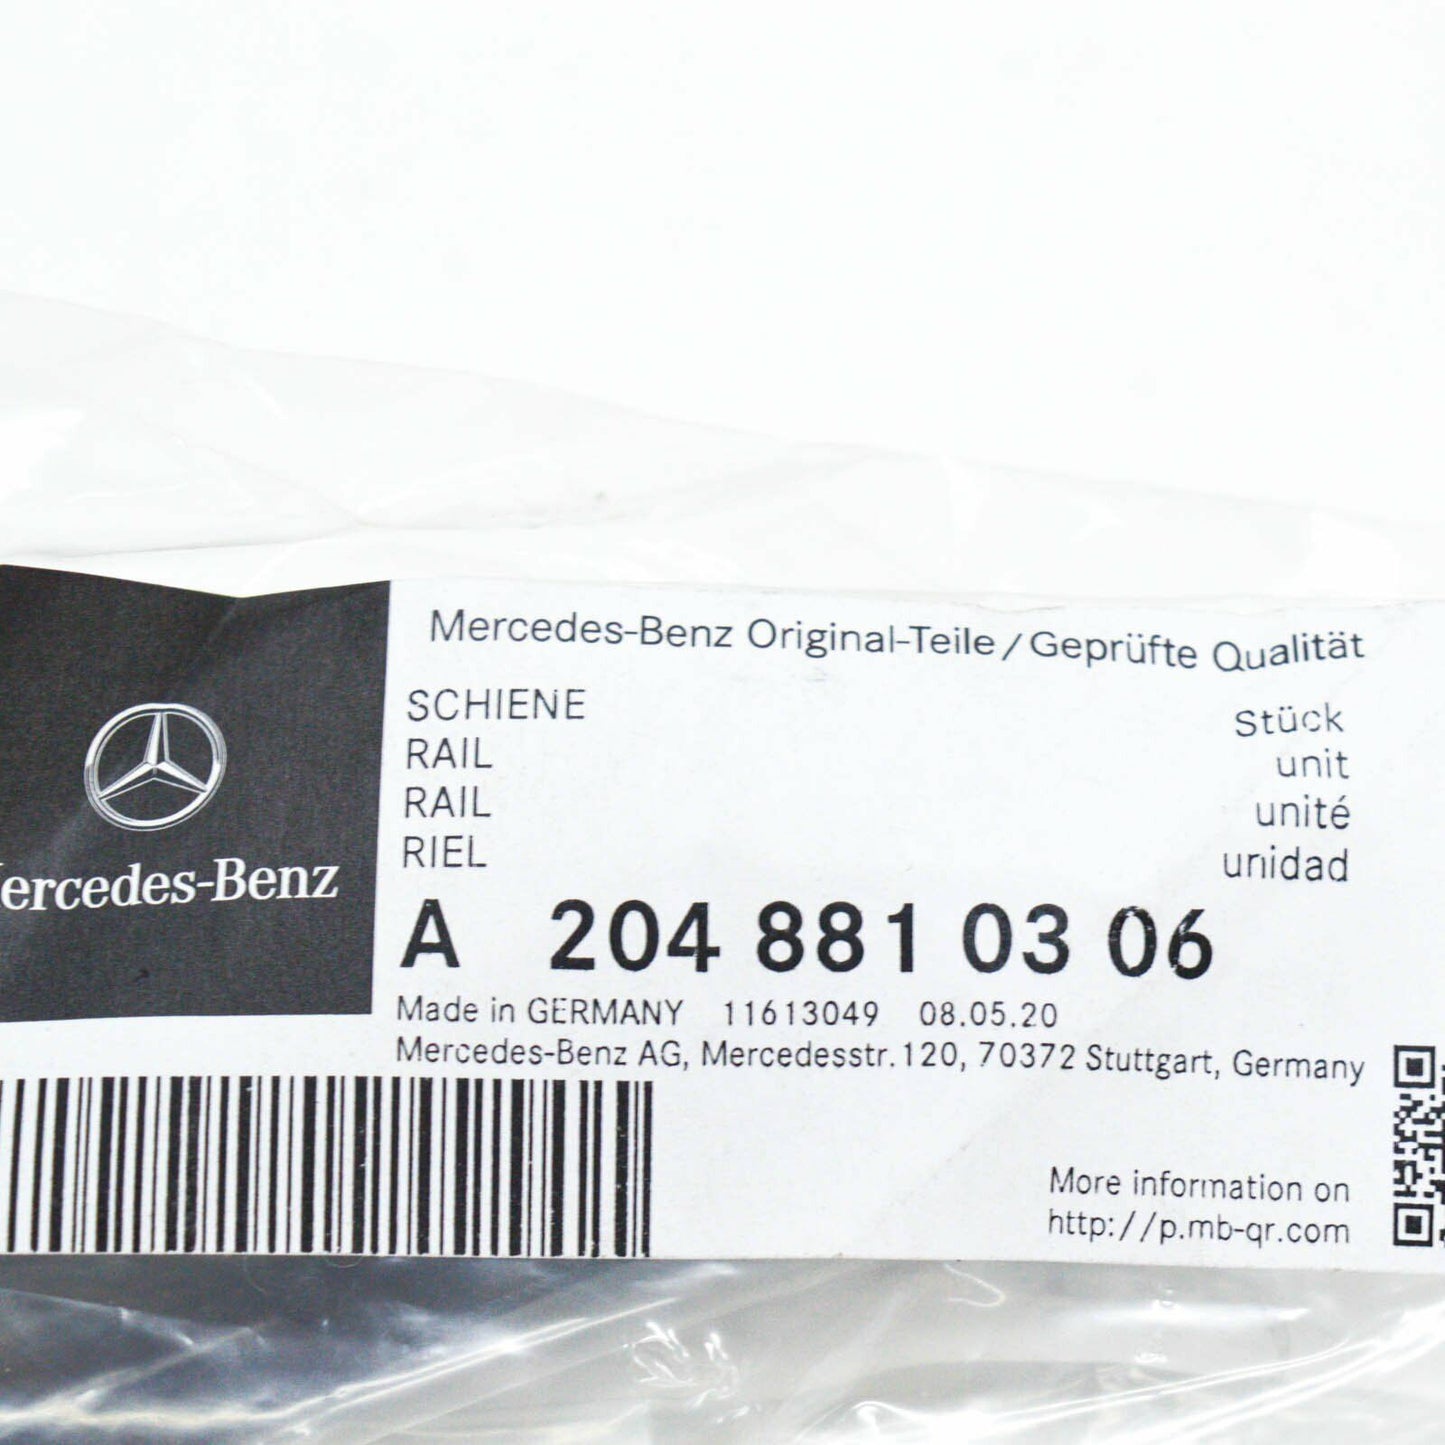 Mercedes-Benz Original-Teile / Geprüfte Qualität
SCHIENE Stück
RAIL unit
RAIL unité
RIEL unidad
ercedes-Benz
A 204 881 03 06
Made in GERMANY 11613049 08.05.20
Mercedes-Benz AG, Mercedesstr. 120, 70372 Stuttgart, Germany
More information on
http://p.mb-qr.com